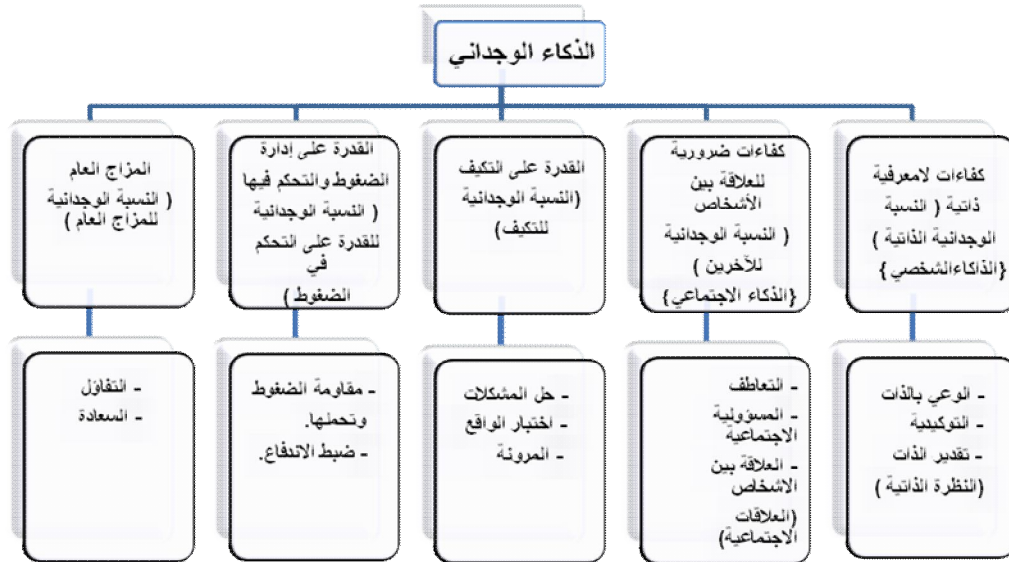 الذكاء الوجداني
كفاءات لامعرفية
ذاتية ( النسبة
الوجدانية الذاتية )
{الذاكاءالشخصي}
كفاءات ضرورية
للعلاقة بين
الأشخاص
( النسبة الوجدانية
للآخرين )
{الذكاء الاجتماعي}
القدرة على التكيف
(النسبة الوجدانية
للتكيف)
القدرة على إدارة
الضغوط والتحكم فيها
( النسبة الوجدانية
للقدرة على التحكم
في
الضغوط )
المزاج العام
( النسبة الوجدانية
للمزاج العام )
- الوعي بالذات
التوكيدية
- تقدير الذات
(النظرة الذاتية )
- التعاطف
- المسؤولية
الاجتماعية
- العلاقة بين
الاشخاص
(العلاقات
الاجتماعية)
- حل المشكلات
- اختبار الواقع
- المرونة
- مقاومة الضغوط
وتحملها.
- ضبط الاندفاع.
- التفاؤل
- السعادة